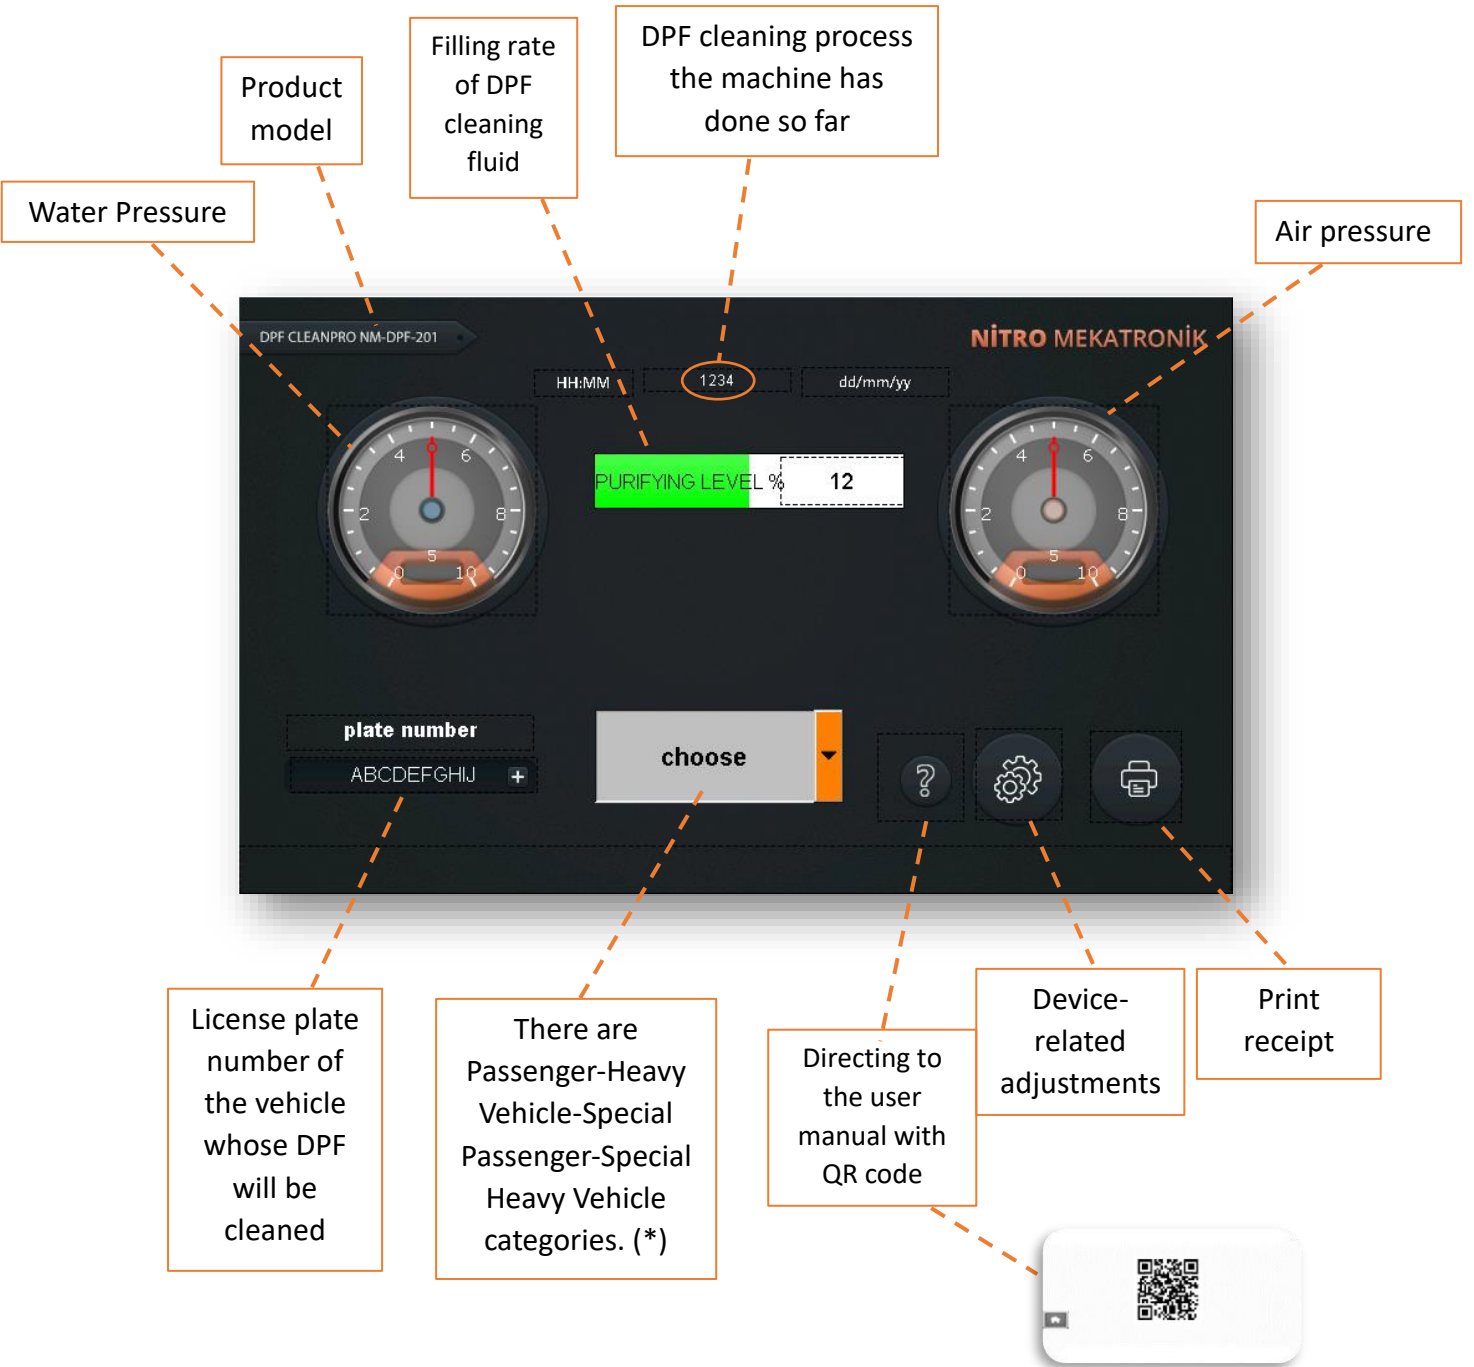 Filling rate
of DPF
cleaning
fluid
DPF cleaning process
the machine has
done so far
Product
model
Water Pressure
Air pressure
DPF CLEANPRO NM-DPF-201
NİTRO MEKATRONİK
HH:MM
1234
dd/mm/yy
0
2
4
6
8
10
5
PURIFYING LEVEL %
12
0
2
4
6
8
10
5
plate number
ABCDEFGHIJ +
choose
?
License plate
number of
the vehicle
whose DPF
will be
cleaned
There are
Passenger-Heavy
Vehicle-Special
Passenger-Special
Heavy Vehicle
categories. (*)
Directing to
the user
manual with
QR code
Device-
related
adjustments
Print
receipt